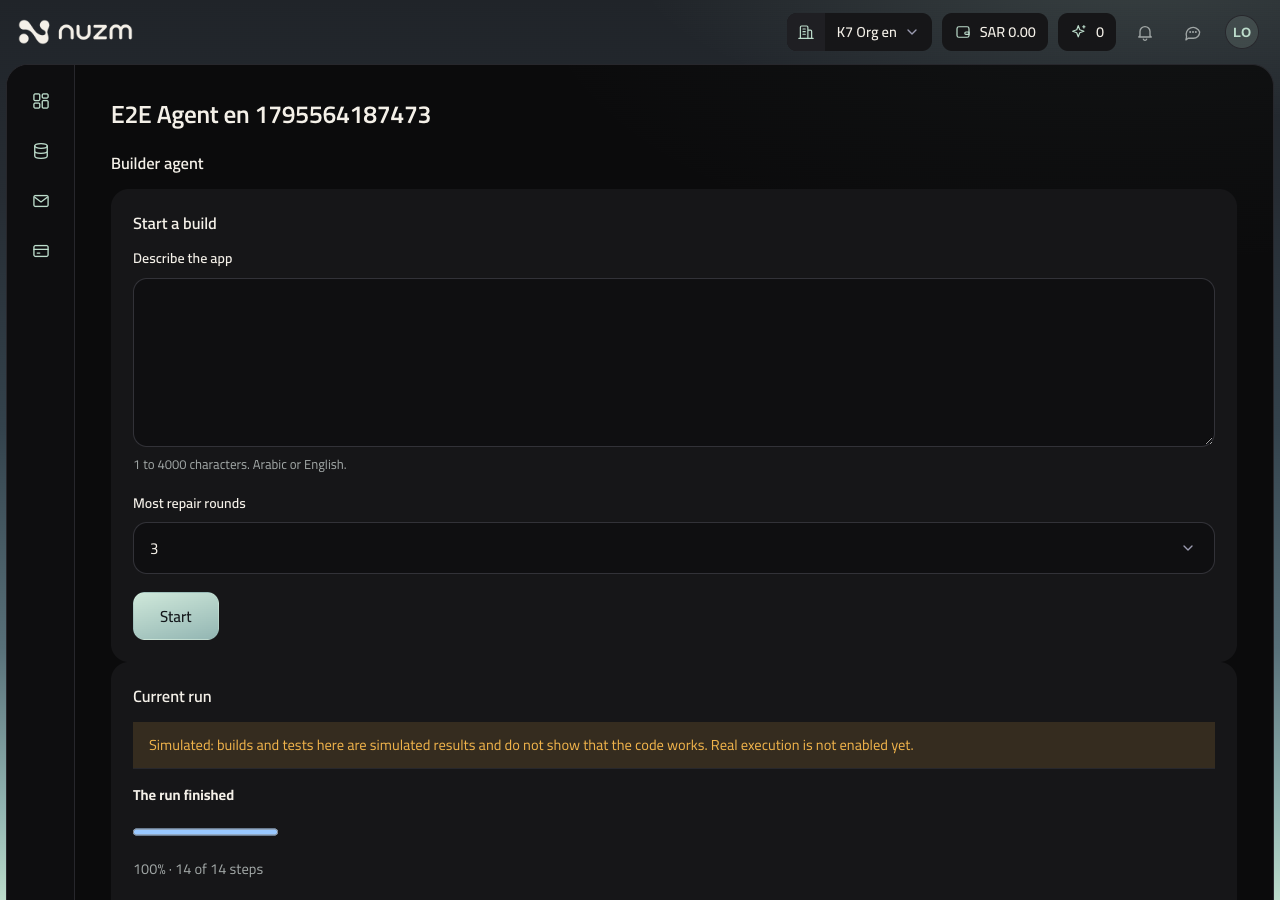 nuzm
K7 Org en
SAR 0.00
0
LO
E2E Agent en 1795564187473
Builder agent
Start a build
Describe the app
1 to 4000 characters. Arabic or English.
Most repair rounds
3
Start
Current run
Simulated: builds and tests here are simulated results and do not show that the code works. Real execution is not enabled yet.
The run finished
100% · 14 of 14 steps